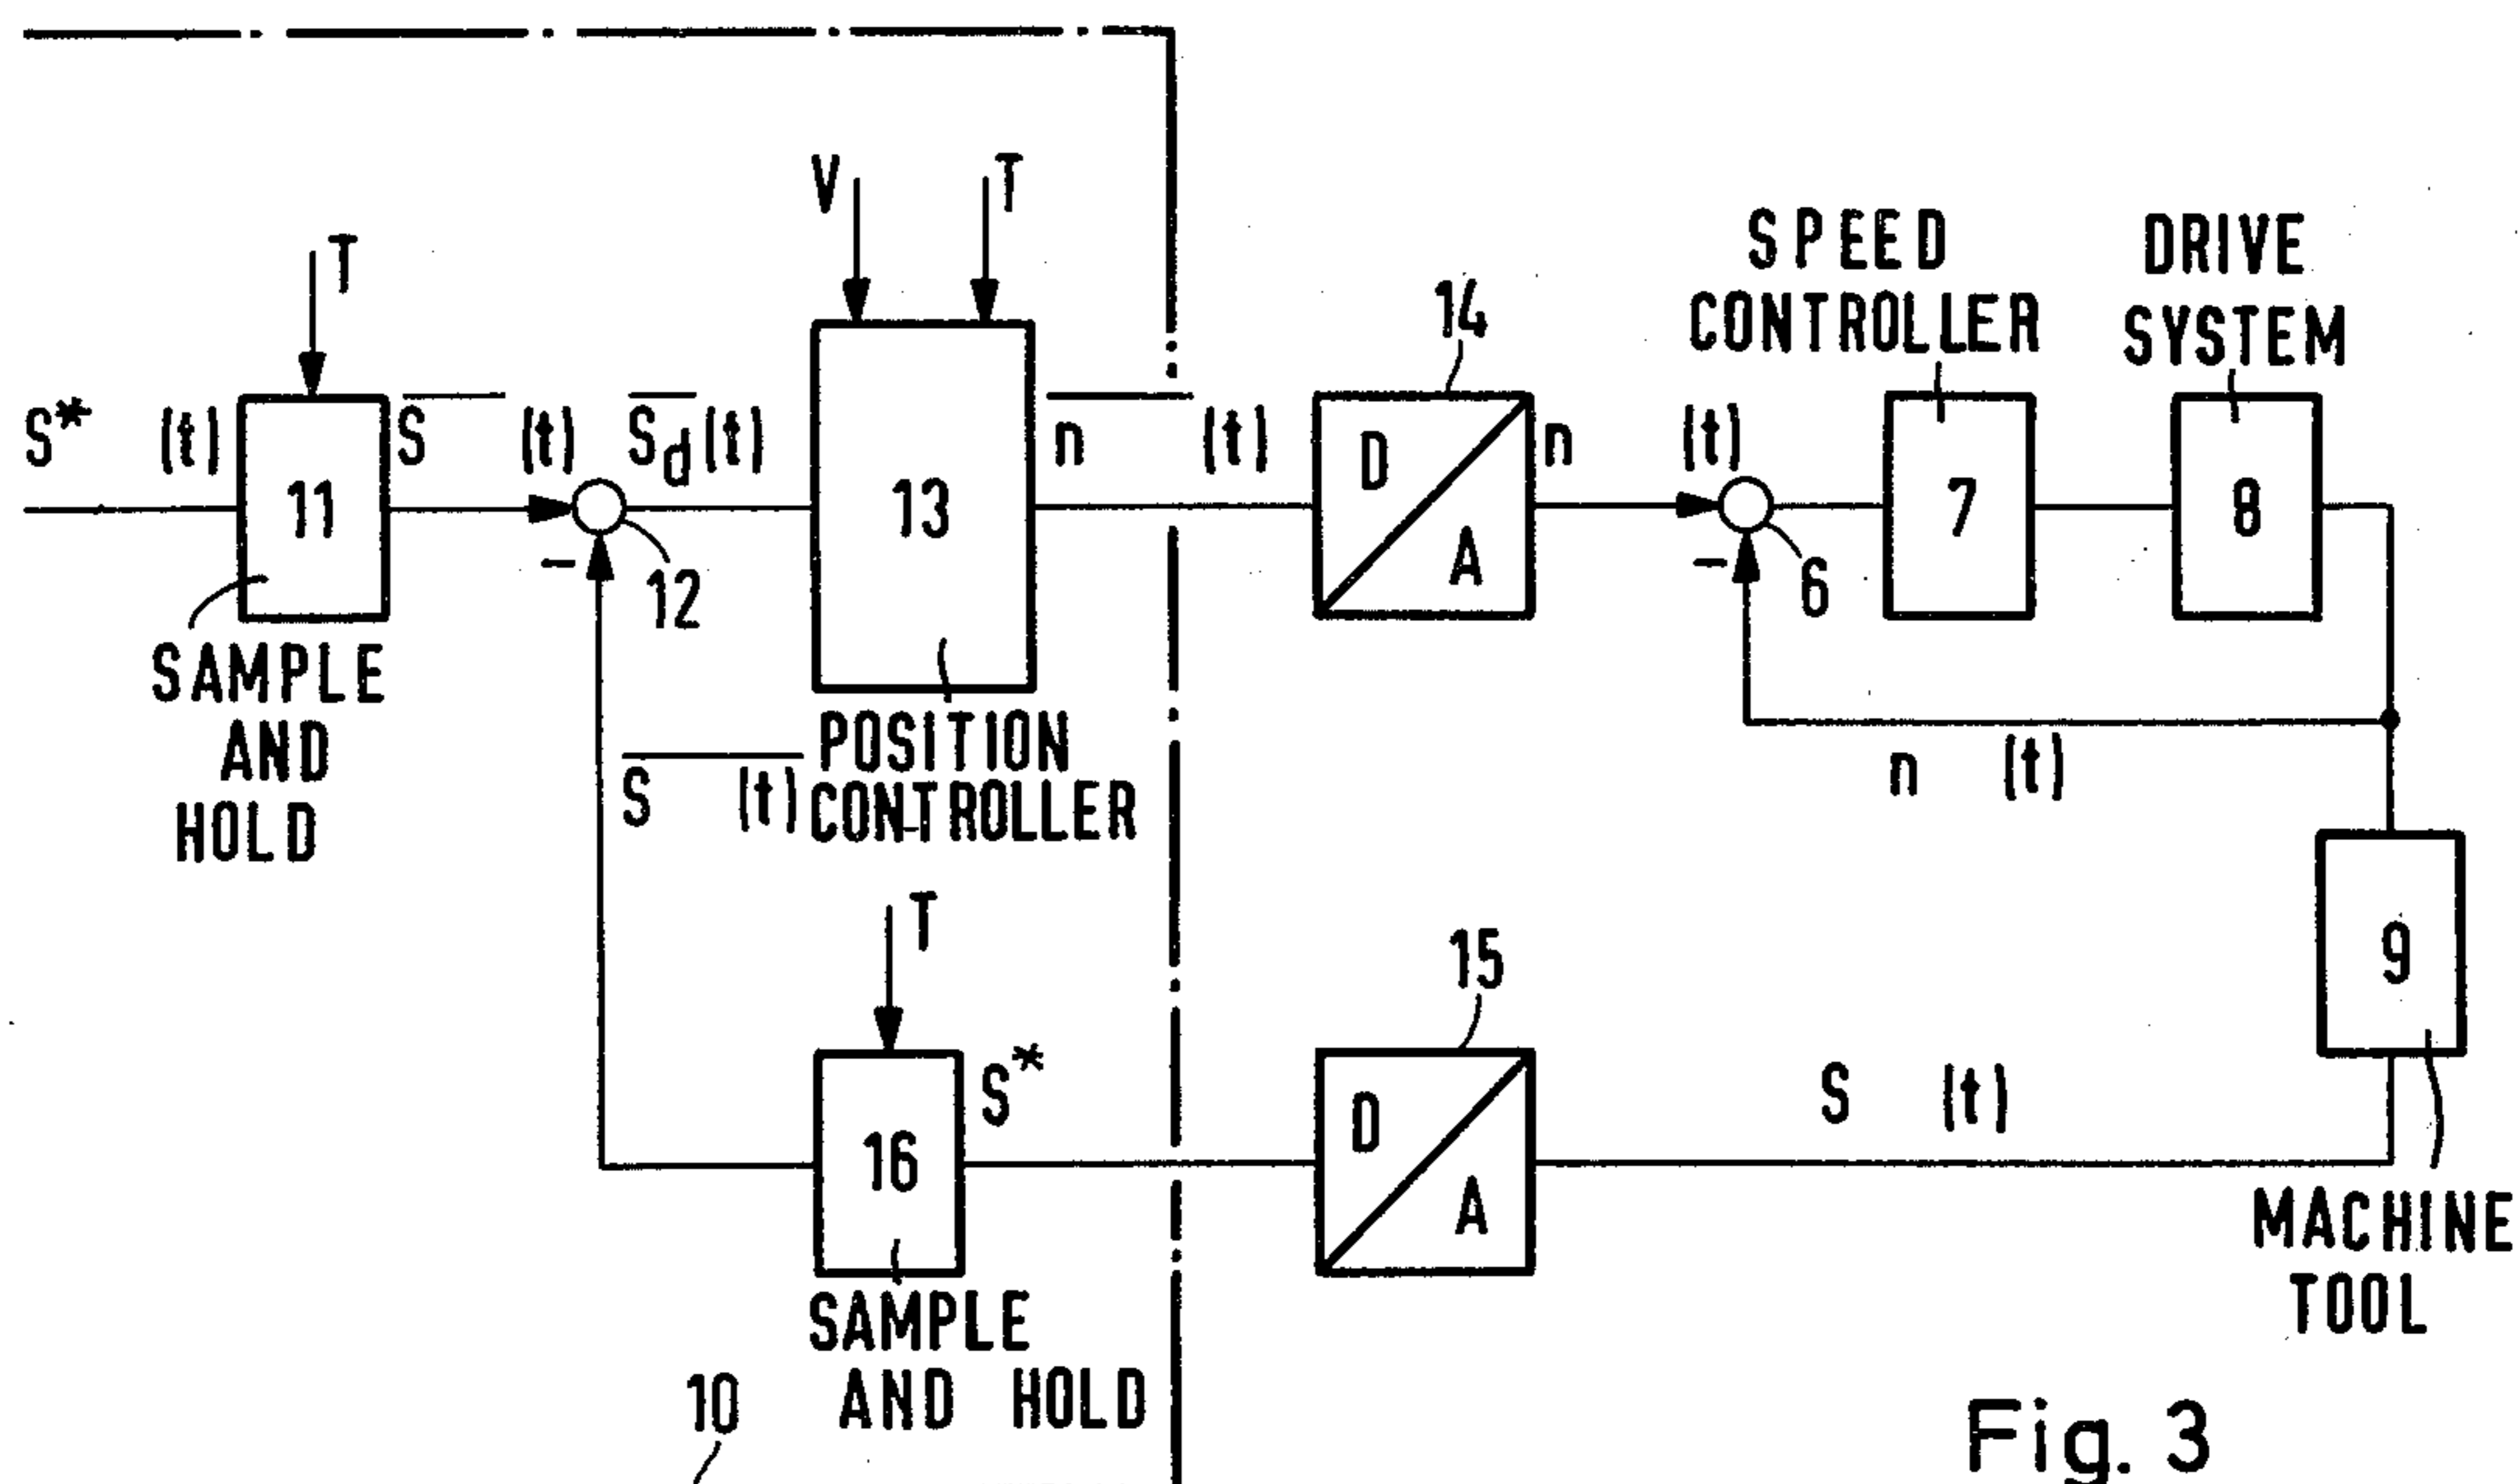 V
T
T
SPEED
CONTROLLER
DRIVE
SYSTEM
14
S* (t)
11
S (t)
Sd(t)
13
n (t)
D
A
n (t)
7
8
–
12
–
6
SAMPLE
AND
HOLD
S (t)
POSITION
CONTROLLER
n (t)
T
15
9
16
S*
D
A
S (t)
MACHINE
TOOL
SAMPLE
AND HOLD
10
Fig. 3